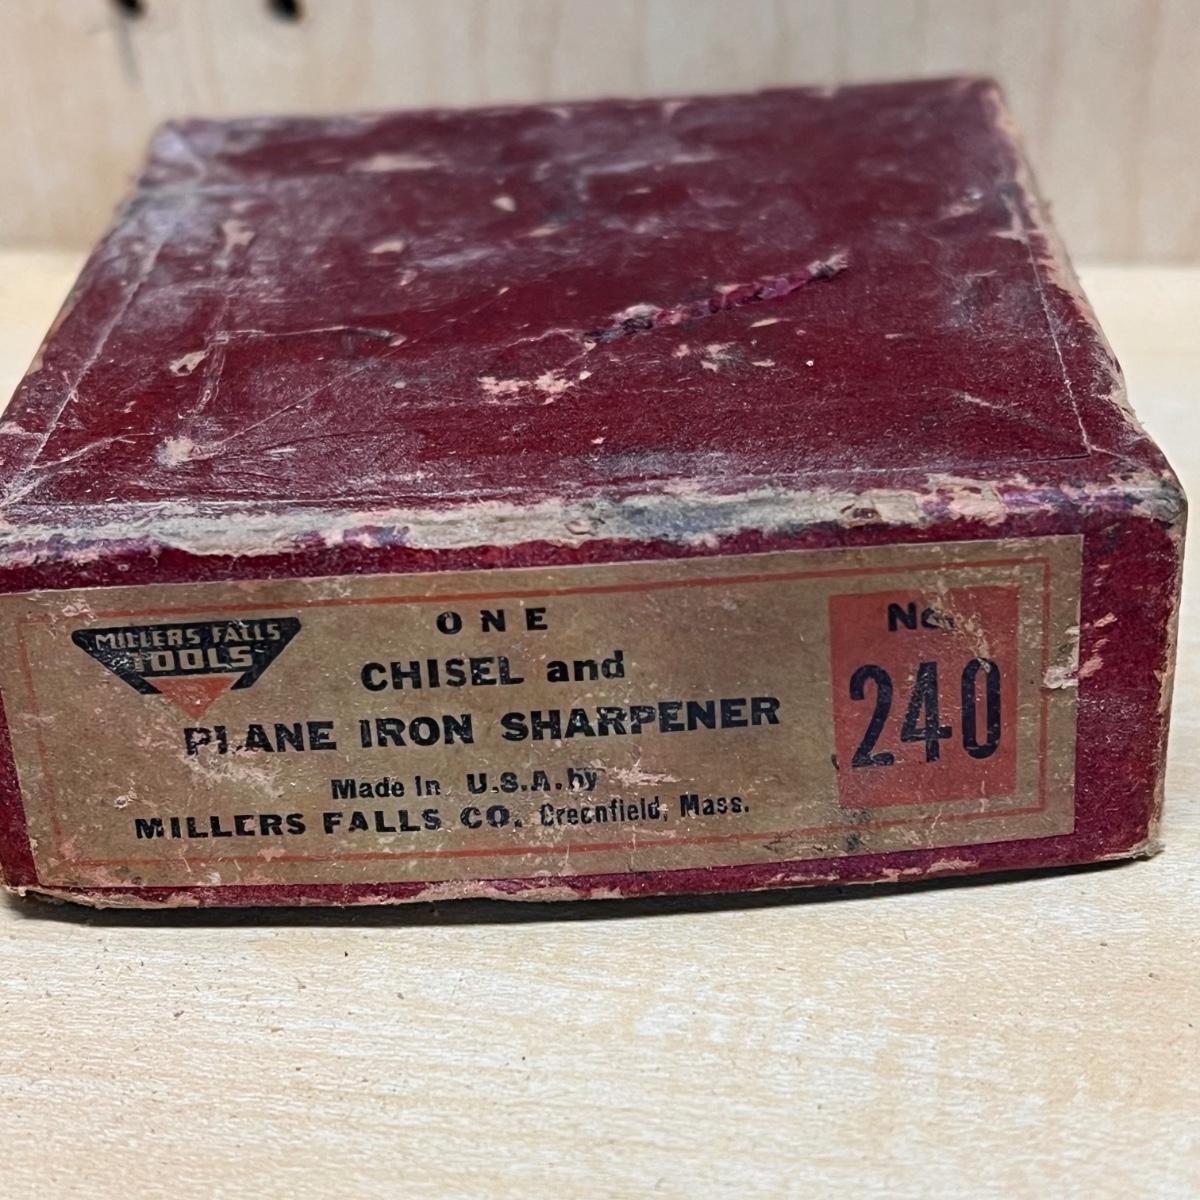 MILLERS FALLS
TOOLS
ONE
CHISEL and
PLANE IRON SHARPENER
Made in U.S.A. by
MILLERS FALLS CO. Greenfield, Mass.
No.
240